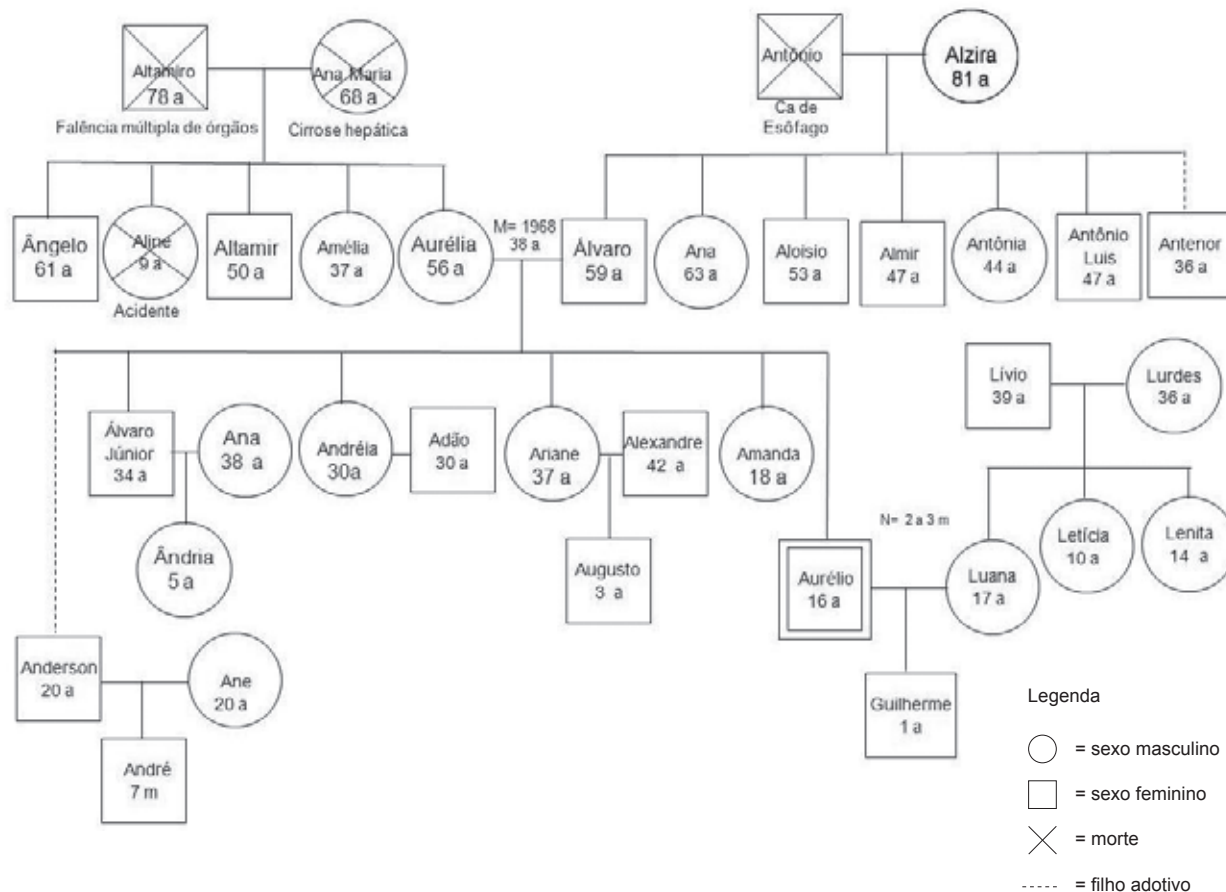 Altamiro
78 a
Ana Maria
68 a
Antônio
Alzira
81 a
Falência múltipla de órgãos
Cirrose hepática
Ca de
Esôfago
Ângelo
61 a
Aline
9 a
Acidente
Altamir
50 a
Amélia
37 a
Aurélia
56 a
M= 1968
38 a
Álvaro
59 a
Ana
63 a
Aloisio
53 a
Almir
47 a
Antônia
44 a
Antônio
Luis
47 a
Antenor
36 a
Lívio
39 a
Lurdes
36 a
Álvaro
Júnior
34 a
Ana
38 a
Andréia
30a
Adão
30 a
Ariane
37 a
Alexandre
42 a
Amanda
18 a
N= 2 a 3 m
Letícia
10 a
Lenita
14 a
Ândria
5 a
Augusto
3 a
Aurélio
16 a
Luana
17 a
Anderson
20 a
Ane
20 a
Guilherme
1 a
André
7 m
Legenda
= sexo masculino
= sexo feminino
= morte
= filho adotivo